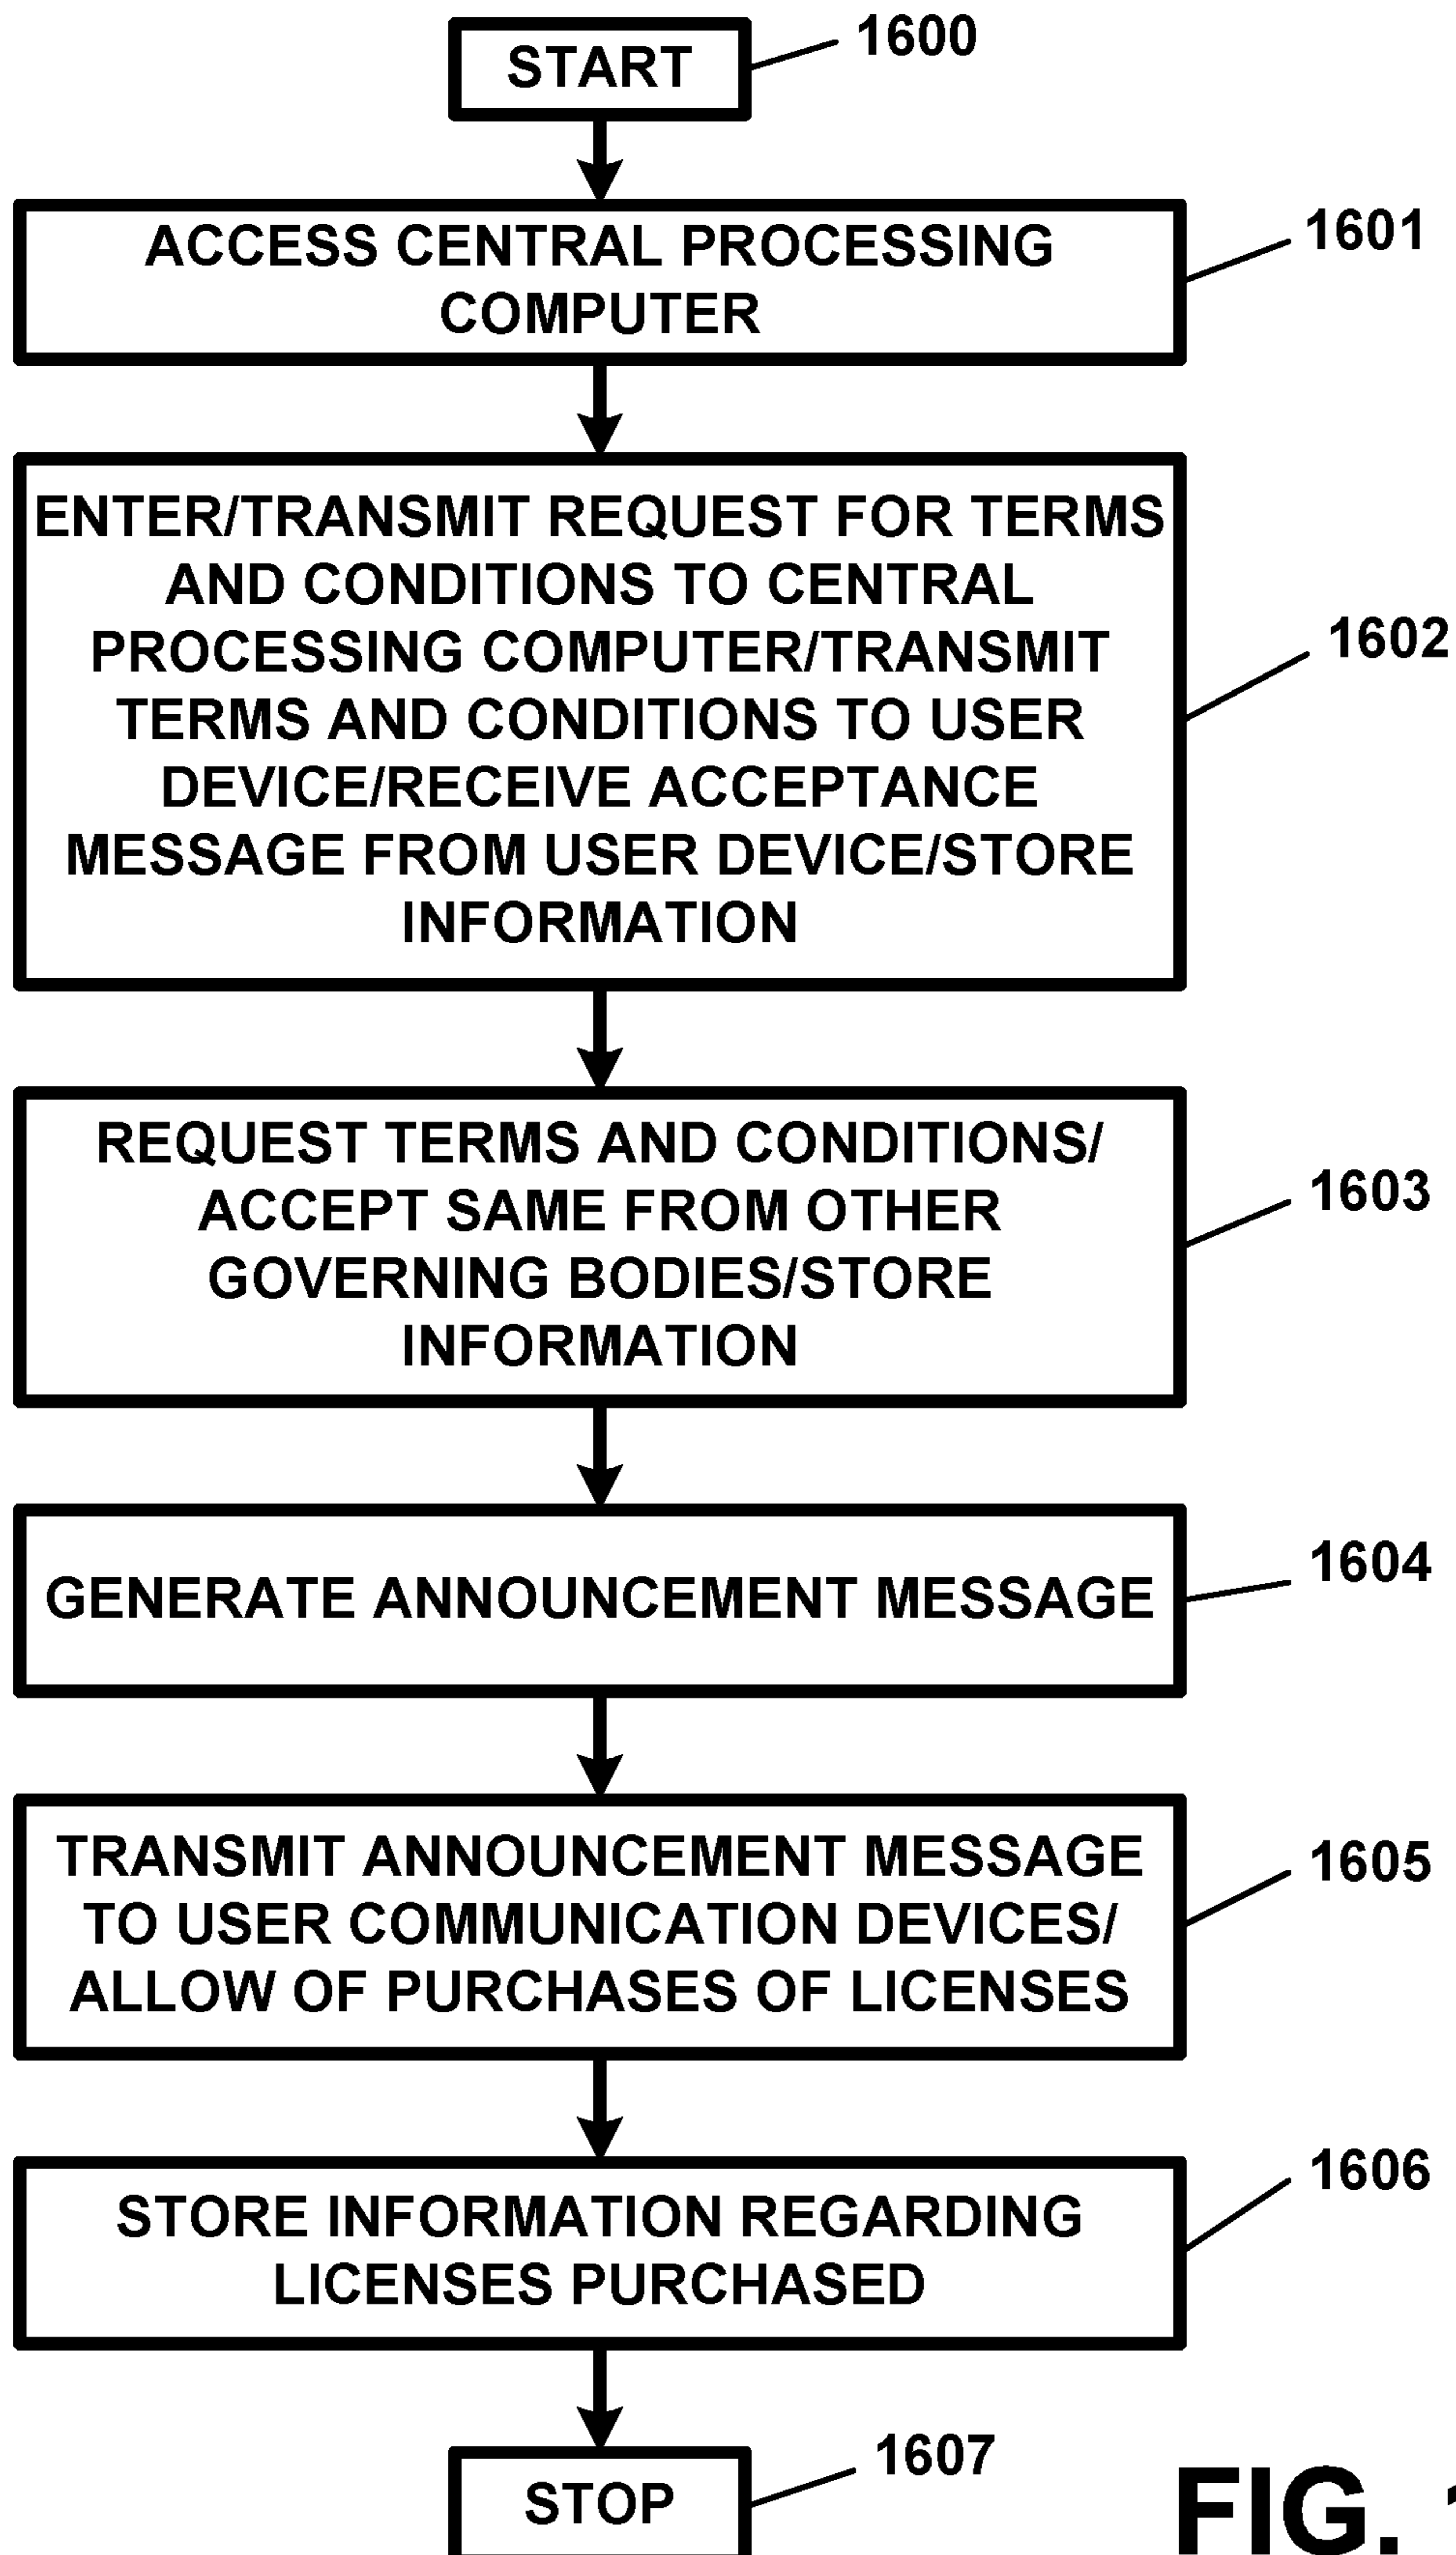 START
1600
ACCESS CENTRAL PROCESSING
COMPUTER
1601
ENTER/TRANSMIT REQUEST FOR TERMS
AND CONDITIONS TO CENTRAL
PROCESSING COMPUTER/TRANSMIT
TERMS AND CONDITIONS TO USER
DEVICE/RECEIVE ACCEPTANCE
MESSAGE FROM USER DEVICE/STORE
INFORMATION
1602
REQUEST TERMS AND CONDITIONS/
ACCEPT SAME FROM OTHER
GOVERNING BODIES/STORE
INFORMATION
1603
GENERATE ANNOUNCEMENT MESSAGE
1604
TRANSMIT ANNOUNCEMENT MESSAGE
TO USER COMMUNICATION DEVICES/
ALLOW OF PURCHASES OF LICENSES
1605
STORE INFORMATION REGARDING
LICENSES PURCHASED
1606
STOP
1607
FIG.